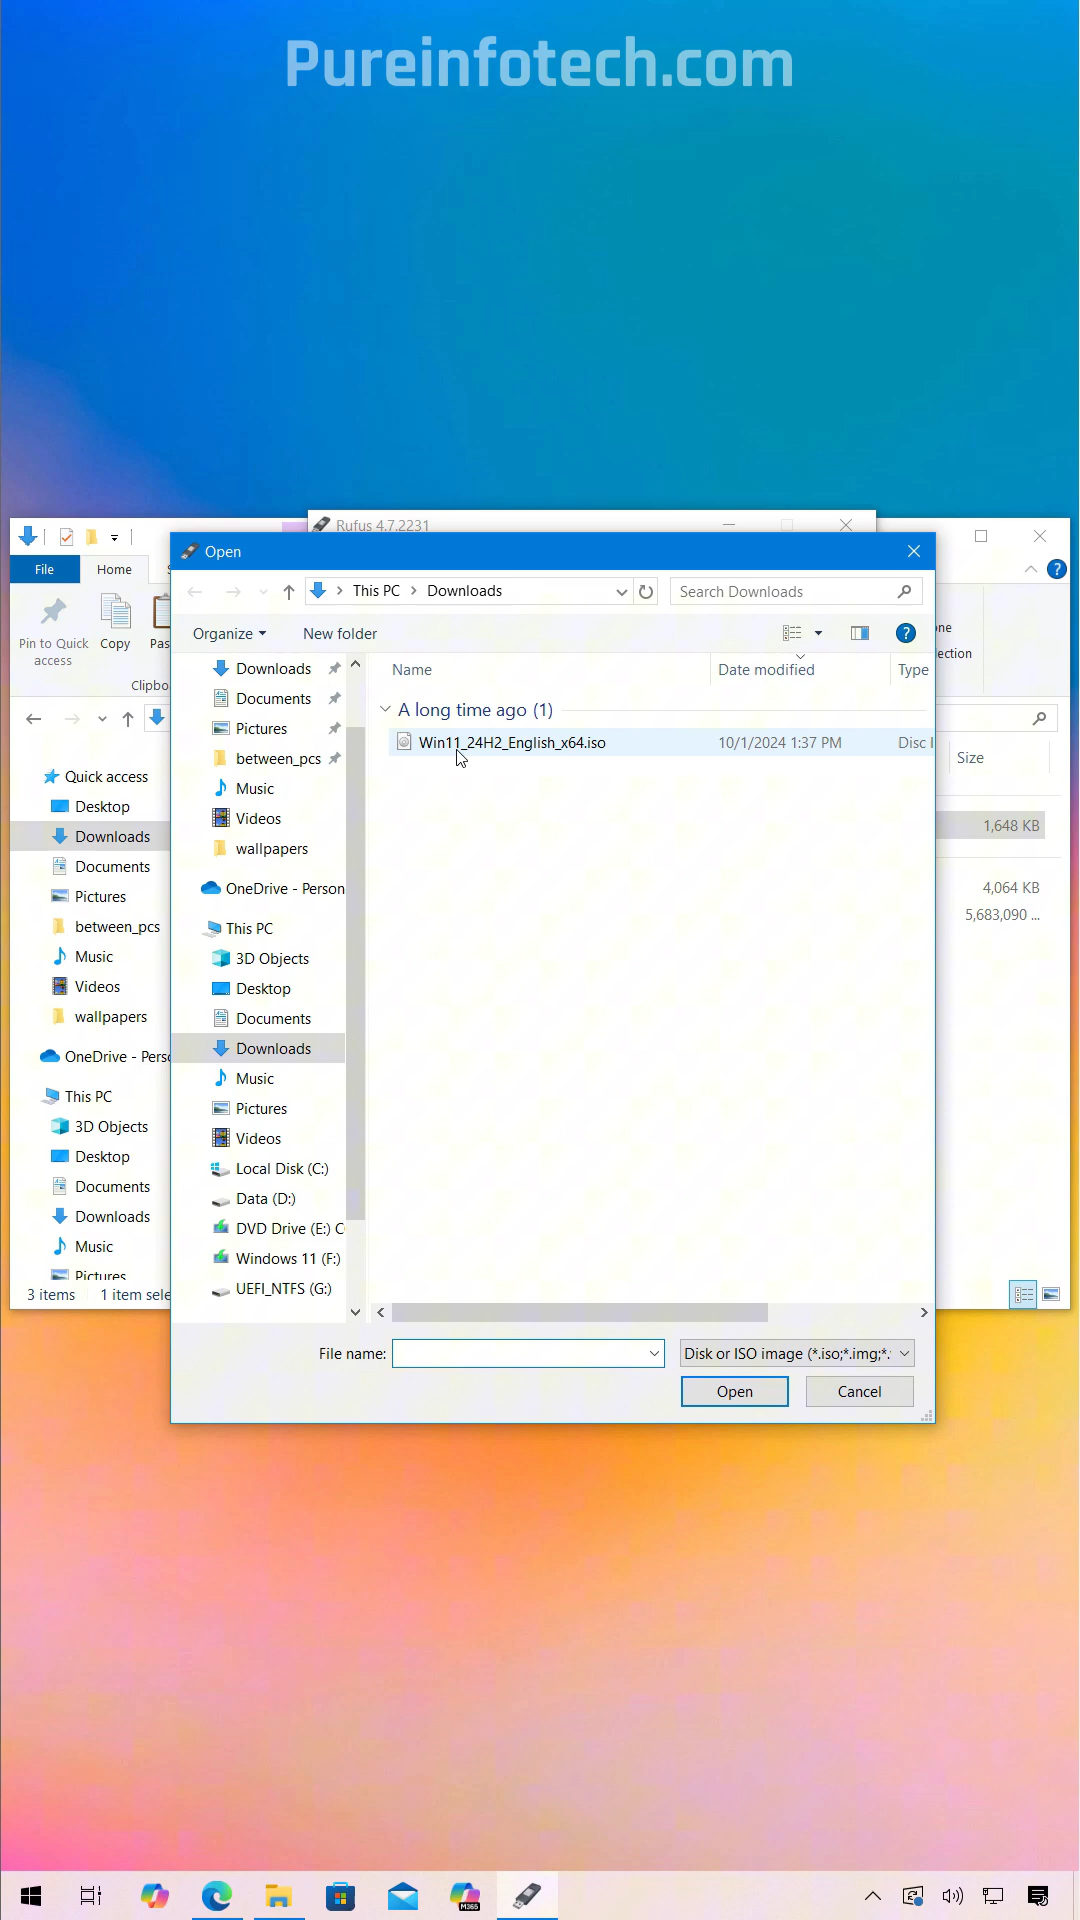 Pureinfotech.com
Rufus 4.7.2231
Open
File
Home
This PC
Downloads
Search Downloads
Pin to Quick
access
Copy
Organize
New folder
Clipbo
Name
Date modified
Type
Downloads
Documents
Pictures
between_pcs
Music
Videos
wallpapers
OneDrive - Person
This PC
3D Objects
Desktop
Documents
Downloads
Music
Pictures
Videos
Local Disk (C:)
Data (D:)
DVD Drive (E:) C
Windows 11 (F:)
UEFI_NTFS (G:)
A long time ago (1)
Win11_24H2_English_x64.iso
10/1/2024 1:37 PM
Disc I
File name:
Disk or ISO image (*.iso;*.img;*.
Open
Cancel
Quick access
Desktop
Downloads
Documents
Pictures
between_pcs
Music
Videos
wallpapers
OneDrive - Perso
This PC
3D Objects
Desktop
Documents
Downloads
Music
Pictures
3 items
1 item sele
Pas
one
ection
Size
1,648 KB
4,064 KB
5,683,090 ...
M365